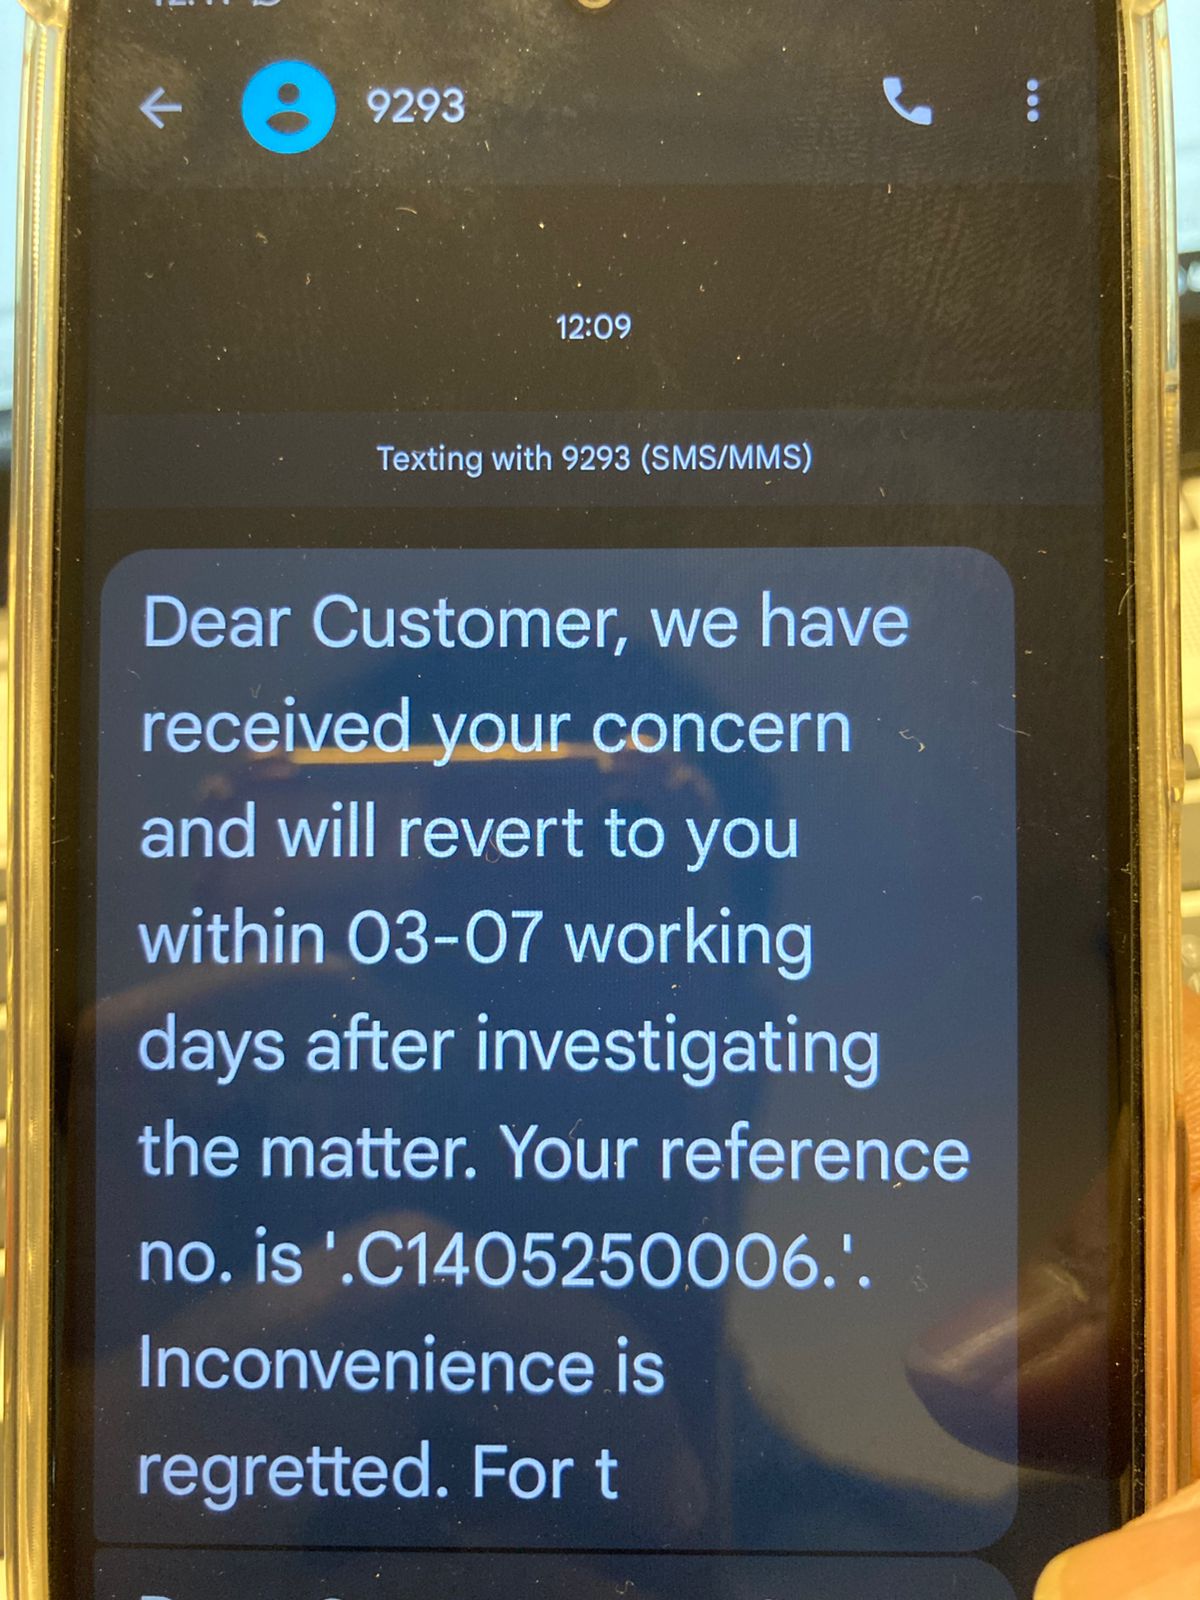 9293
12:09
Texting with 9293 (SMS/MMS)
Dear Customer, we have
received your concern
and will revert to you
within 03-07 working
days after investigating
the matter. Your reference
no. is '.C1405250006.'.
Inconvenience is
regretted. For t